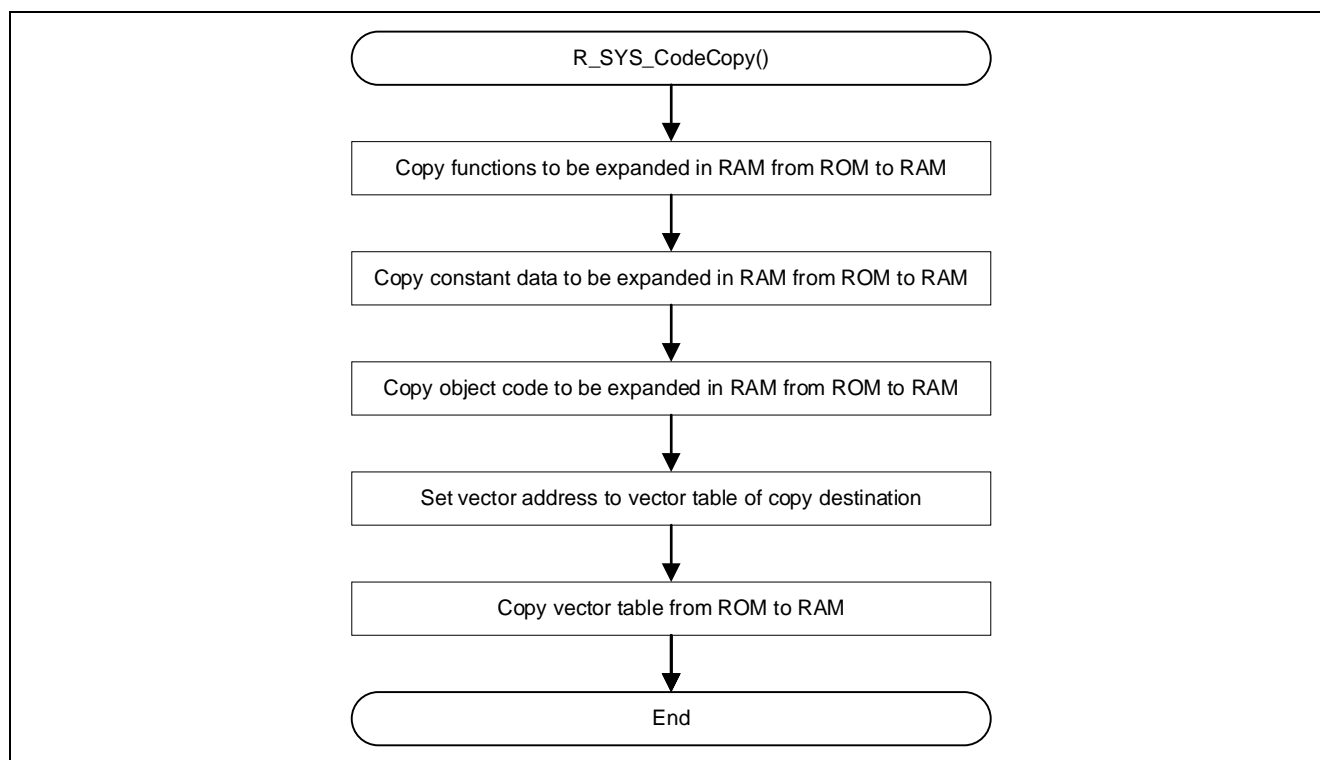 R_SYS_CodeCopy()
Copy functions to be expanded in RAM from ROM to RAM
Copy constant data to be expanded in RAM from ROM to RAM
Copy object code to be expanded in RAM from ROM to RAM
Set vector address to vector table of copy destination
Copy vector table from ROM to RAM
End